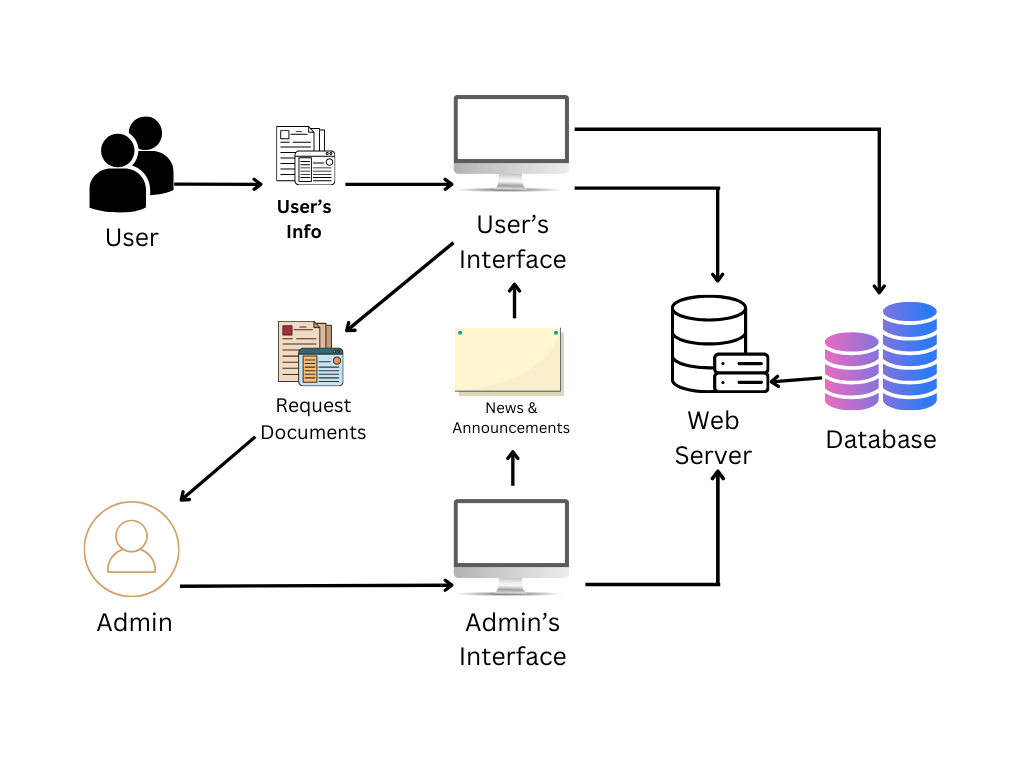 User
User’s
Info
User’s
Interface
Request
Documents
News &
Announcements
Web
Server
Database
Admin
Admin’s
Interface